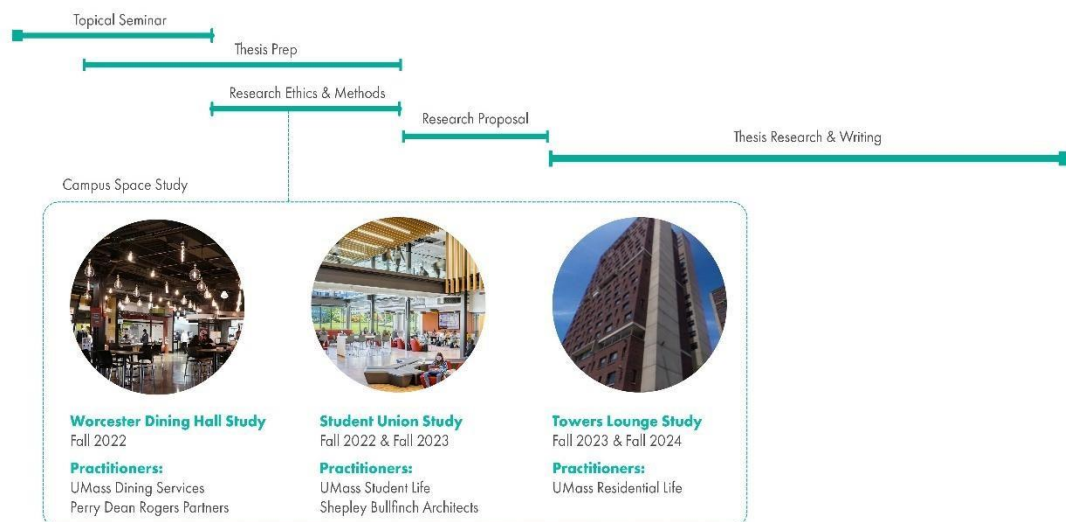 Topical Seminar
Thesis Prep
Research Ethics & Methods
Research Proposal
Thesis Research & Writing
Campus Space Study
Worcester Dining Hall Study
Fall 2022
Practitioners:
UMass Dining Services
Perry Dean Rogers Partners
Student Union Study
Fall 2022 & Fall 2023
Practitioners:
UMass Student Life
Shepley Bullfinch Architects
Towers Lounge Study
Fall 2023 & Fall 2024
Practitioners:
UMass Residential Life